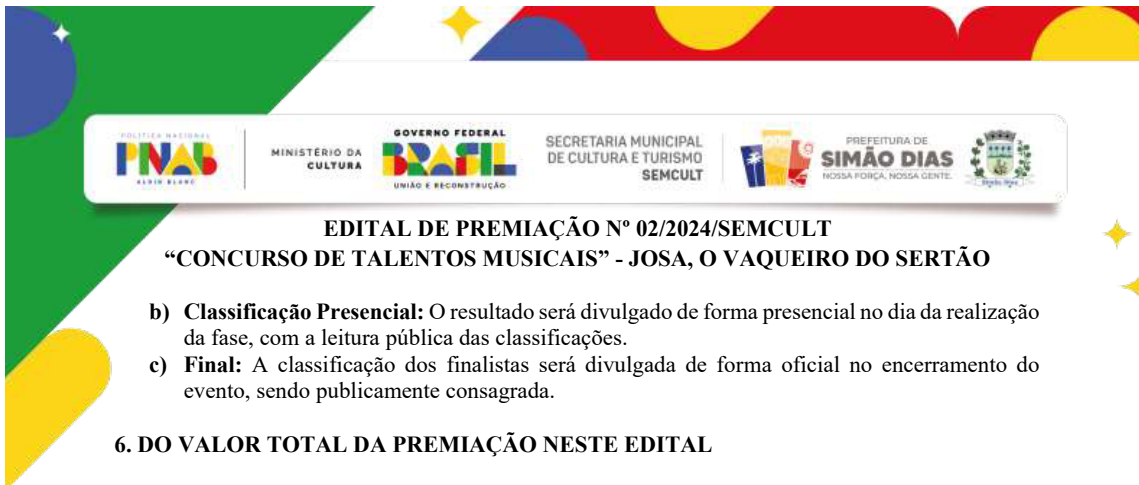 POLÍTICA NACIONAL
PNAB
ALDIR BLANC
MINISTÉRIO DA
CULTURA
GOVERNO FEDERAL
BRASIL
UNIÃO E RECONSTRUÇÃO
SECRETARIA MUNICIPAL
DE CULTURA E TURISMO
SEMCULT
PREFEITURA DE
SIMÃO DIAS
NOSSA FORÇA, NOSSA GENTE.
Simão Dias
EDITAL DE PREMIAÇÃO Nº 02/2024/SEMCULT
“CONCURSO DE TALENTOS MUSICAIS” - JOSA, O VAQUEIRO DO SERTÃO
b) Classificação Presencial: O resultado será divulgado de forma presencial no dia da realização
da fase, com a leitura pública das classificações.
c) Final: A classificação dos finalistas será divulgada de forma oficial no encerramento do
evento, sendo publicamente consagrada.
6. DO VALOR TOTAL DA PREMIAÇÃO NESTE EDITAL